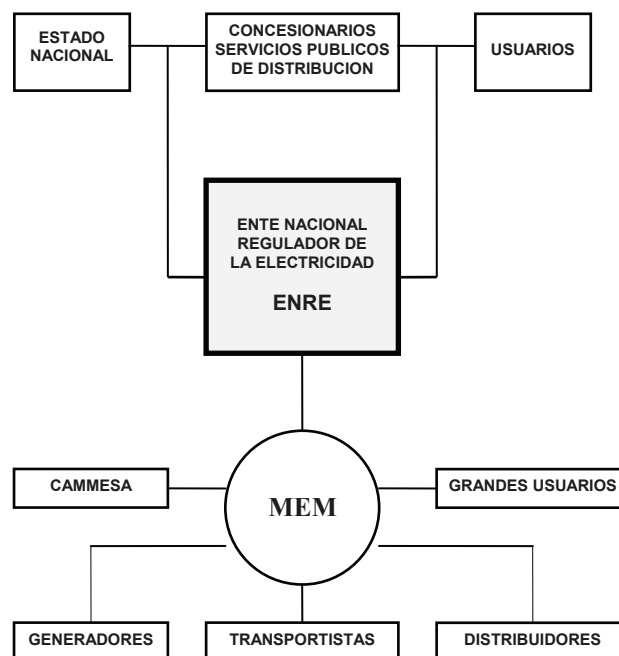 ESTADO
NACIONAL
CONCESIONARIOS
SERVICIOS PUBLICOS
DE DISTRIBUCION
USUARIOS
ENTE NACIONAL
REGULADOR DE
LA ELECTRICIDAD
ENRE
CAMMESA
MEM
GRANDES USUARIOS
GENERADORES
TRANSPORTISTAS
DISTRIBUIDORES